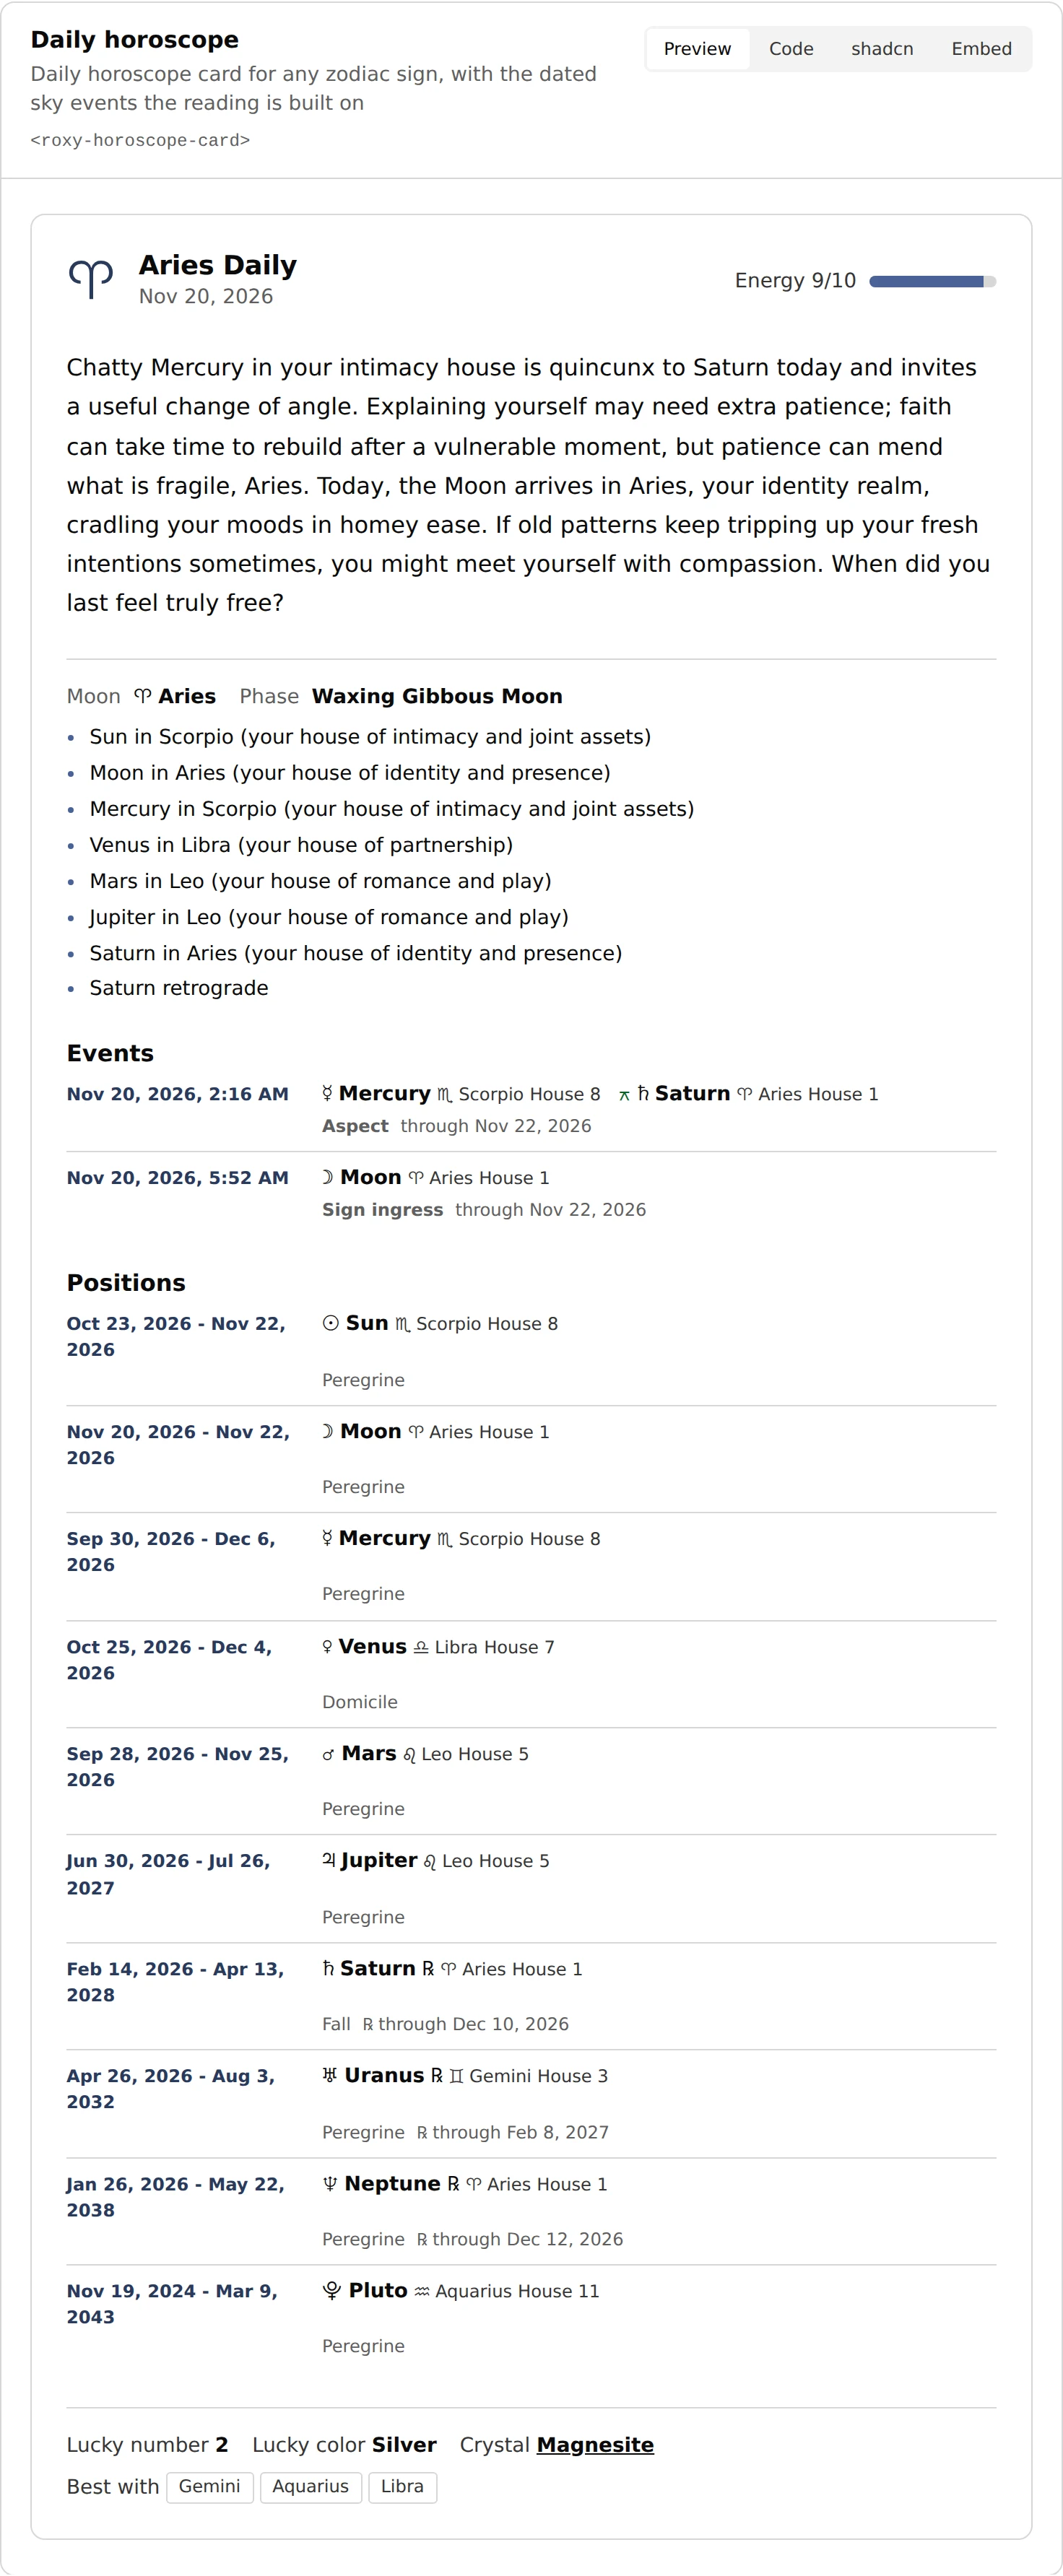 Daily horoscope
Preview Code shadcn Embed
Daily horoscope card for any zodiac sign, with the dated
sky events the reading is built on
<roxy-horoscope-card>
♈ Aries Daily
Nov 20, 2026
Energy 9/10
Chatty Mercury in your intimacy house is quincunx to Saturn today and invites
a useful change of angle. Explaining yourself may need extra patience; faith
can take time to rebuild after a vulnerable moment, but patience can mend
what is fragile, Aries. Today, the Moon arrives in Aries, your identity realm,
cradling your moods in homey ease. If old patterns keep tripping up your fresh
intentions sometimes, you might meet yourself with compassion. When did you
last feel truly free?
Moon ♈ Aries Phase Waxing Gibbous Moon
• Sun in Scorpio (your house of intimacy and joint assets)
• Moon in Aries (your house of identity and presence)
• Mercury in Scorpio (your house of intimacy and joint assets)
• Venus in Libra (your house of partnership)
• Mars in Leo (your house of romance and play)
• Jupiter in Leo (your house of romance and play)
• Saturn in Aries (your house of identity and presence)
• Saturn retrograde
Events
Nov 20, 2026, 2:16 AM ☿ Mercury ♏ Scorpio House 8 ⚻ ♄ Saturn ♈ Aries House 1
Aspect through Nov 22, 2026
Nov 20, 2026, 5:52 AM ☽ Moon ♈ Aries House 1
Sign ingress through Nov 22, 2026
Positions
Oct 23, 2026 - Nov 22,
2026
☉ Sun ♏ Scorpio House 8
Peregrine
Nov 20, 2026 - Nov 22,
2026
☽ Moon ♈ Aries House 1
Peregrine
Sep 30, 2026 - Dec 6,
2026
☿ Mercury ♏ Scorpio House 8
Peregrine
Oct 25, 2026 - Dec 4,
2026
♀ Venus ♎ Libra House 7
Domicile
Sep 28, 2026 - Nov 25,
2026
♂ Mars ♌ Leo House 5
Peregrine
Jun 30, 2026 - Jul 26,
2027
♃ Jupiter ♌ Leo House 5
Peregrine
Feb 14, 2026 - Apr 13,
2028
♄ Saturn ℞ ♈ Aries House 1
Fall ℞ through Dec 10, 2026
Apr 26, 2026 - Aug 3,
2032
♅ Uranus ℞ ♊ Gemini House 3
Peregrine ℞ through Feb 8, 2027
Jan 26, 2026 - May 22,
2038
♆ Neptune ℞ ♈ Aries House 1
Peregrine ℞ through Dec 12, 2026
Nov 19, 2024 - Mar 9,
2043
⯓ Pluto ♒ Aquarius House 11
Peregrine
Lucky number 2 Lucky color Silver Crystal Magnesite
Best with Gemini Aquarius Libra